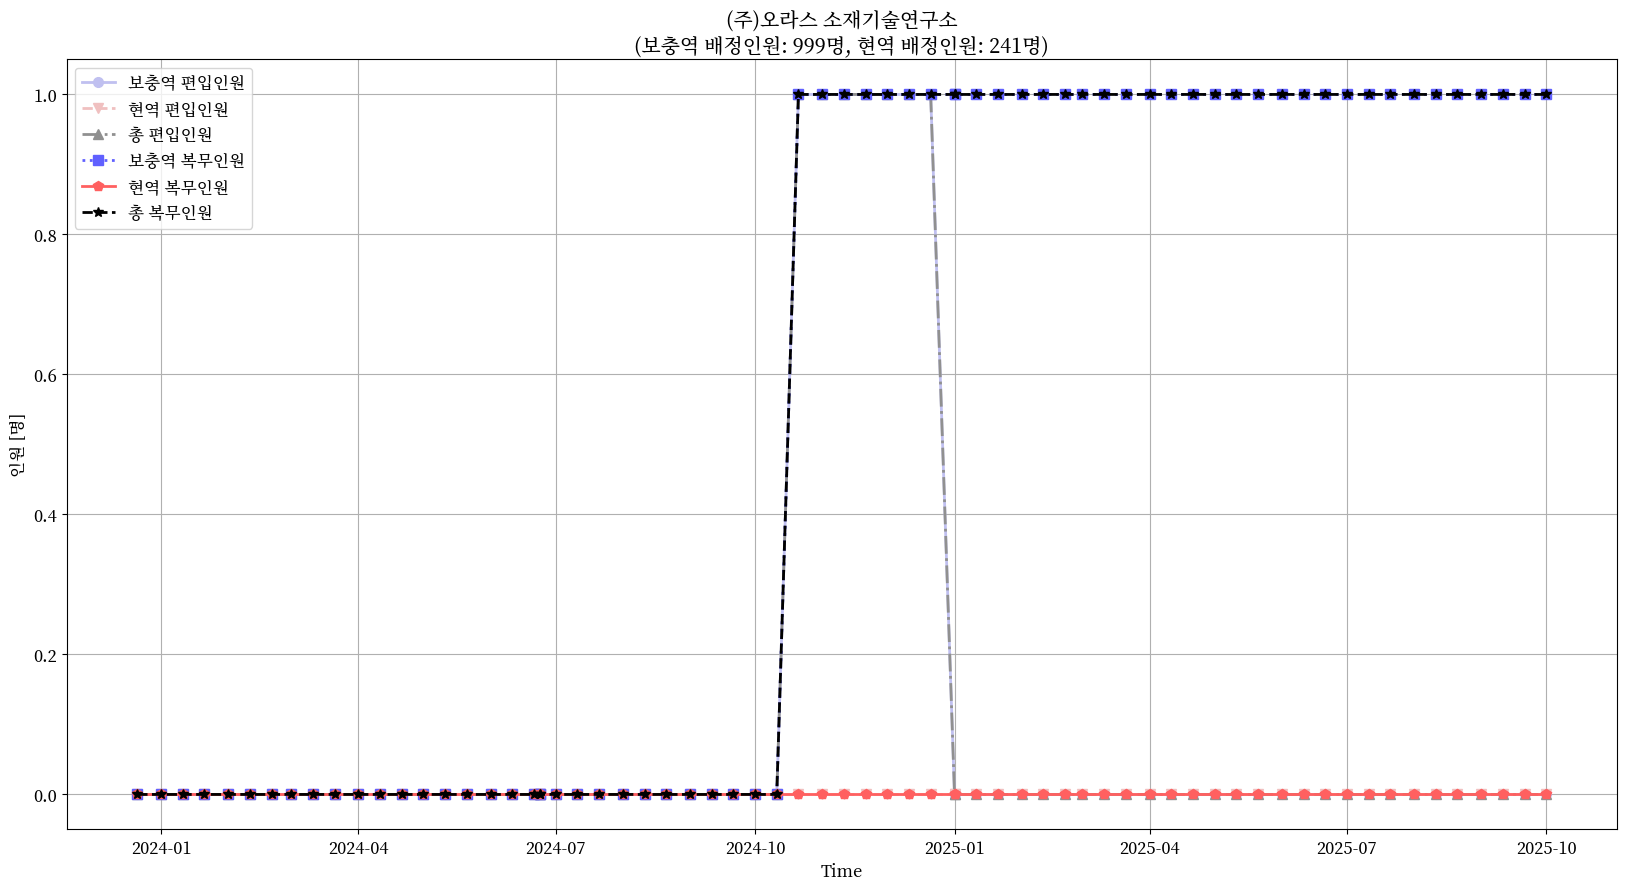 (주)오라스 소재기술연구소
(보충역 배정인원: 999명, 현역 배정인원: 241명)
보충역 편입인원
현역 편입인원
총 편입인원
보충역 복무인원
현역 복무인원
총 복무인원
1.0
0.8
0.6
0.4
0.2
0.0
인원 [명]
2024-01 2024-04 2024-07 2024-10 2025-01 2025-04 2025-07 2025-10
Time